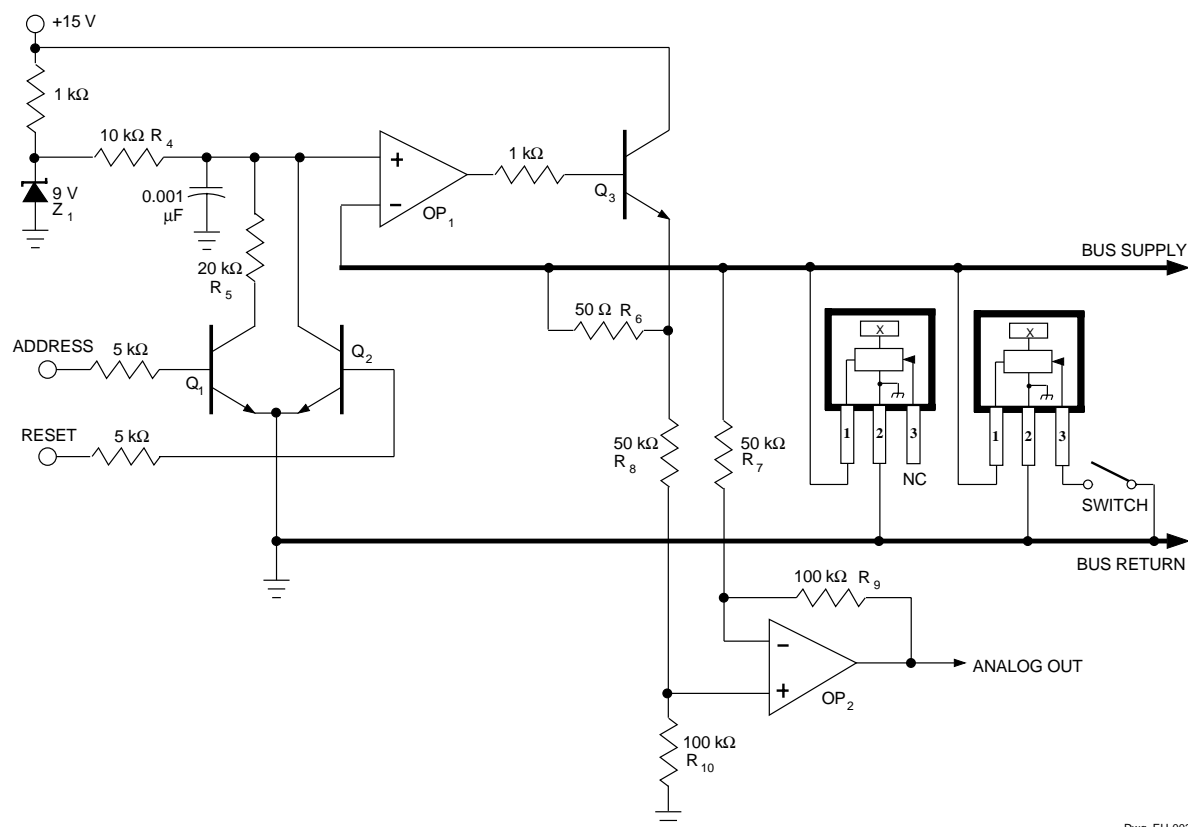 +15 V
1 kΩ
10 kΩ R4
9 V
Z1
0.001
µF
+
−
OP1
1 kΩ
Q3
20 kΩ
R5
BUS SUPPLY
50 Ω R6
X
X
ADDRESS
5 kΩ
Q1
Q2
1 2 3
1 2 3
RESET
5 kΩ
50 kΩ
R8
50 kΩ
R7
NC
SWITCH
BUS RETURN
100 kΩ R9
−
+
OP2
ANALOG OUT
100 kΩ
R10